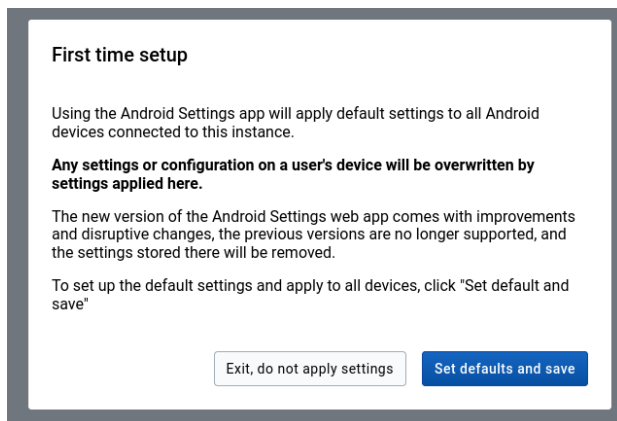 First time setup
Using the Android Settings app will apply default settings to all Android
devices connected to this instance.
Any settings or configuration on a user's device will be overwritten by
settings applied here.
The new version of the Android Settings web app comes with improvements
and disruptive changes, the previous versions are no longer supported, and
the settings stored there will be removed.
To set up the default settings and apply to all devices, click "Set default and
save"
Exit, do not apply settings
Set defaults and save